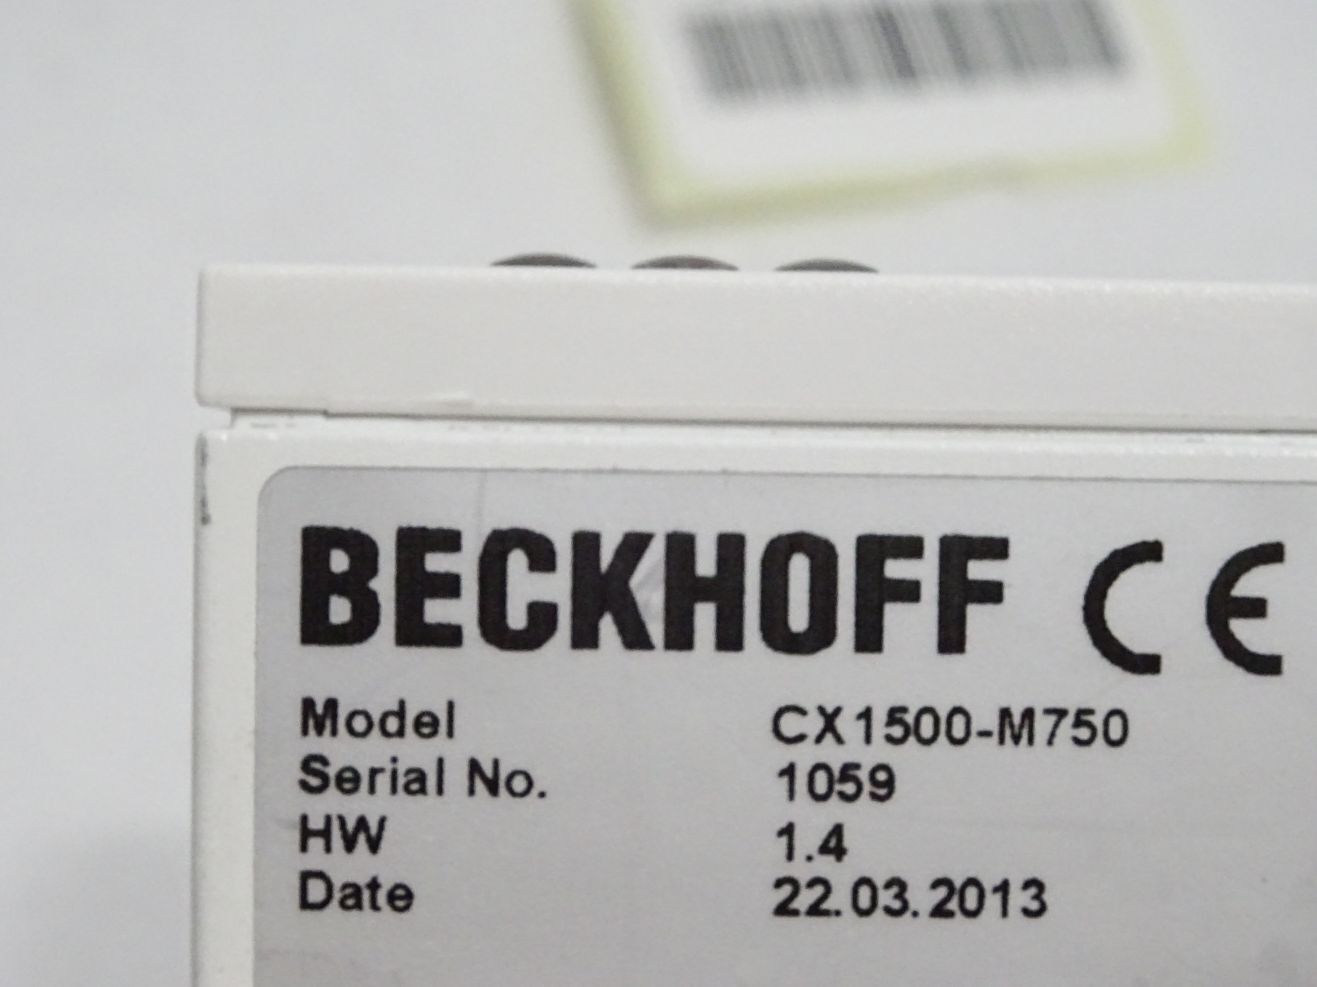 BECKHOFF CE
Model CX1500-M750
Serial No. 1059
HW 1.4
Date 22.03.2013